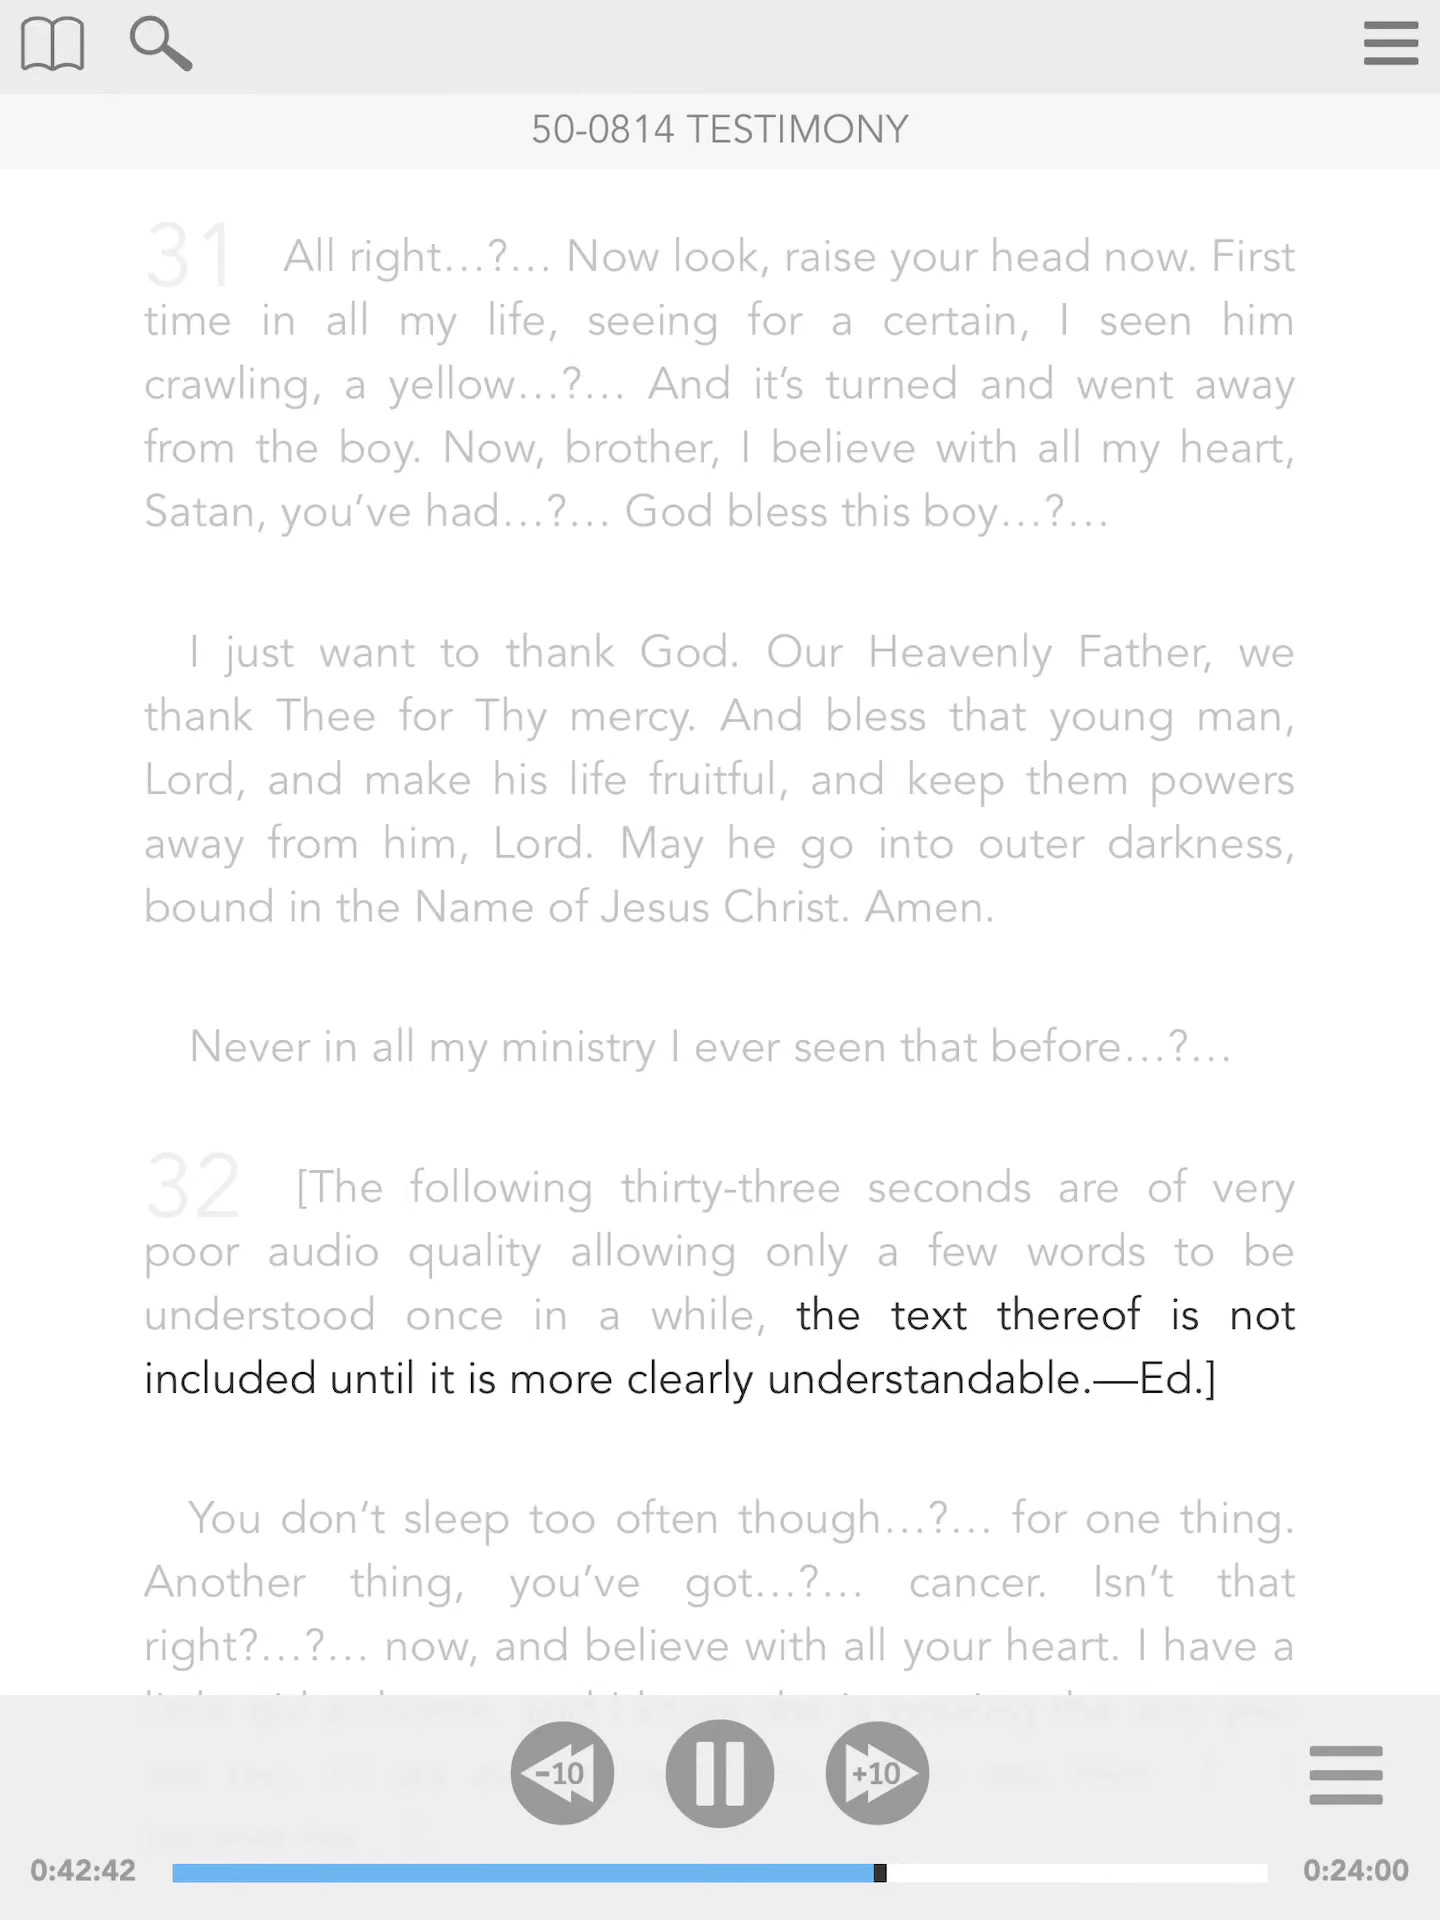 50-0814 TESTIMONY
31 All right…?… Now look, raise your head now. First
time in all my life, seeing for a certain, I seen him
crawling, a yellow…?… And it’s turned and went away
from the boy. Now, brother, I believe with all my heart,
Satan, you’ve had…?… God bless this boy…?…
I just want to thank God. Our Heavenly Father, we
thank Thee for Thy mercy. And bless that young man,
Lord, and make his life fruitful, and keep them powers
away from him, Lord. May he go into outer darkness,
bound in the Name of Jesus Christ. Amen.
Never in all my ministry I ever seen that before…?…
32 [The following thirty-three seconds are of very
poor audio quality allowing only a few words to be
understood once in a while, the text thereof is not
included until it is more clearly understandable.—Ed.]
You don’t sleep too often though…?… for one thing.
Another thing, you’ve got…?… cancer. Isn’t that
right?…?… now, and believe with all your heart. I have a
-10 +10
0:42:42 0:24:00